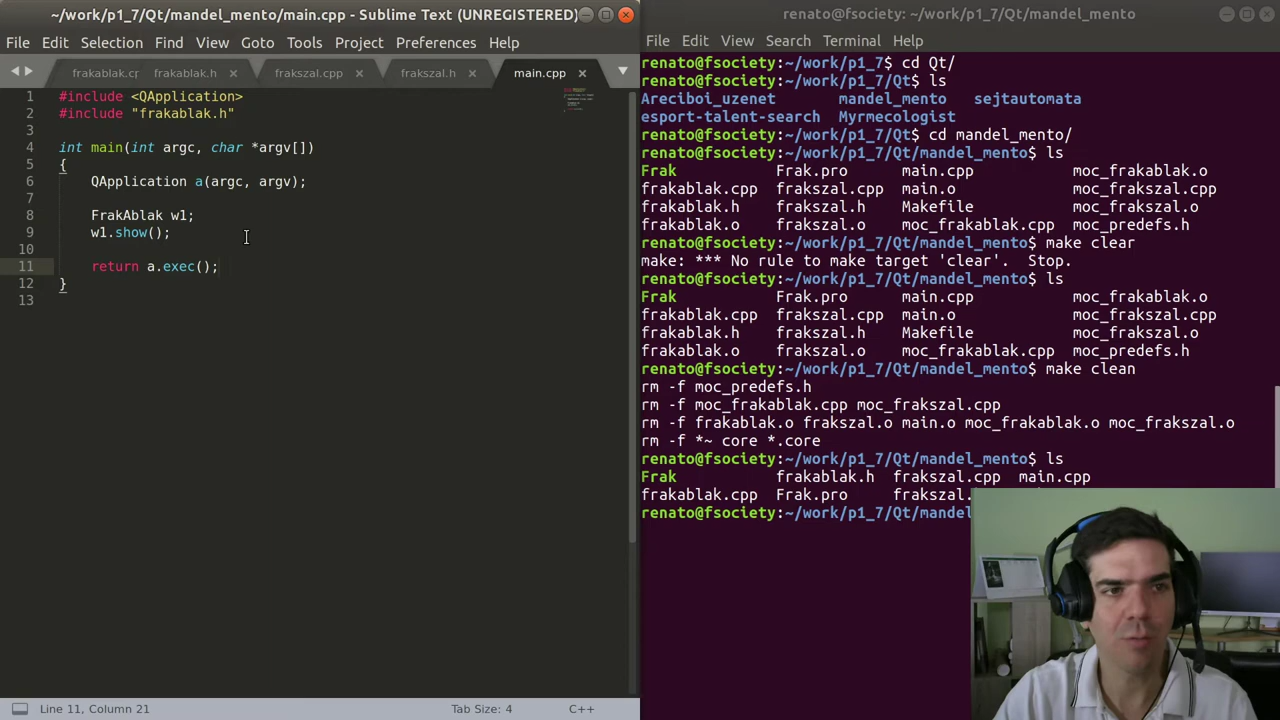 ~/work/p1_7/Qt/mandel_mento/main.cpp - Sublime Text (UNREGISTERED)
File Edit Selection Find View Goto Tools Project Preferences Help
frakablak.cp frakablak.h frakszal.cpp frakszal.h main.cpp
1 #include <QApplication>
2 #include "frakablak.h"
3
4 int main(int argc, char *argv[])
5 {
6 QApplication a(argc, argv);
7
8 FrakAblak w1;
9 w1.show();
10
11 return a.exec();
12 }
13
Line 11, Column 21 Tab Size: 4 C++
renato@fsociety: ~/work/p1_7/Qt/mandel_mento
File Edit View Search Terminal Help
renato@fsociety:~/work/p1_7$ cd Qt/
renato@fsociety:~/work/p1_7/Qt$ ls
Areciboi_uzenet mandel_mento sejtautomata
esport-talent-search Myrmecologist
renato@fsociety:~/work/p1_7/Qt$ cd mandel_mento/
renato@fsociety:~/work/p1_7/Qt/mandel_mento$ ls
Frak Frak.pro main.cpp moc_frakablak.o
frakablak.cpp frakszal.cpp main.o moc_frakszal.cpp
frakablak.h frakszal.h Makefile moc_frakszal.o
frakablak.o frakszal.o moc_frakablak.cpp moc_predefs.h
renato@fsociety:~/work/p1_7/Qt/mandel_mento$ make clear
make: *** No rule to make target 'clear'. Stop.
renato@fsociety:~/work/p1_7/Qt/mandel_mento$ ls
Frak Frak.pro main.cpp moc_frakablak.o
frakablak.cpp frakszal.cpp main.o moc_frakszal.cpp
frakablak.h frakszal.h Makefile moc_frakszal.o
frakablak.o frakszal.o moc_frakablak.cpp moc_predefs.h
renato@fsociety:~/work/p1_7/Qt/mandel_mento$ make clean
rm -f moc_predefs.h
rm -f moc_frakablak.cpp moc_frakszal.cpp
rm -f frakablak.o frakszal.o main.o moc_frakablak.o moc_frakszal.o
rm -f *~ core *.core
renato@fsociety:~/work/p1_7/Qt/mandel_mento$ ls
Frak frakablak.h frakszal.cpp main.cpp
frakablak.cpp Frak.pro frakszal.
renato@fsociety:~/work/p1_7/Qt/mandel